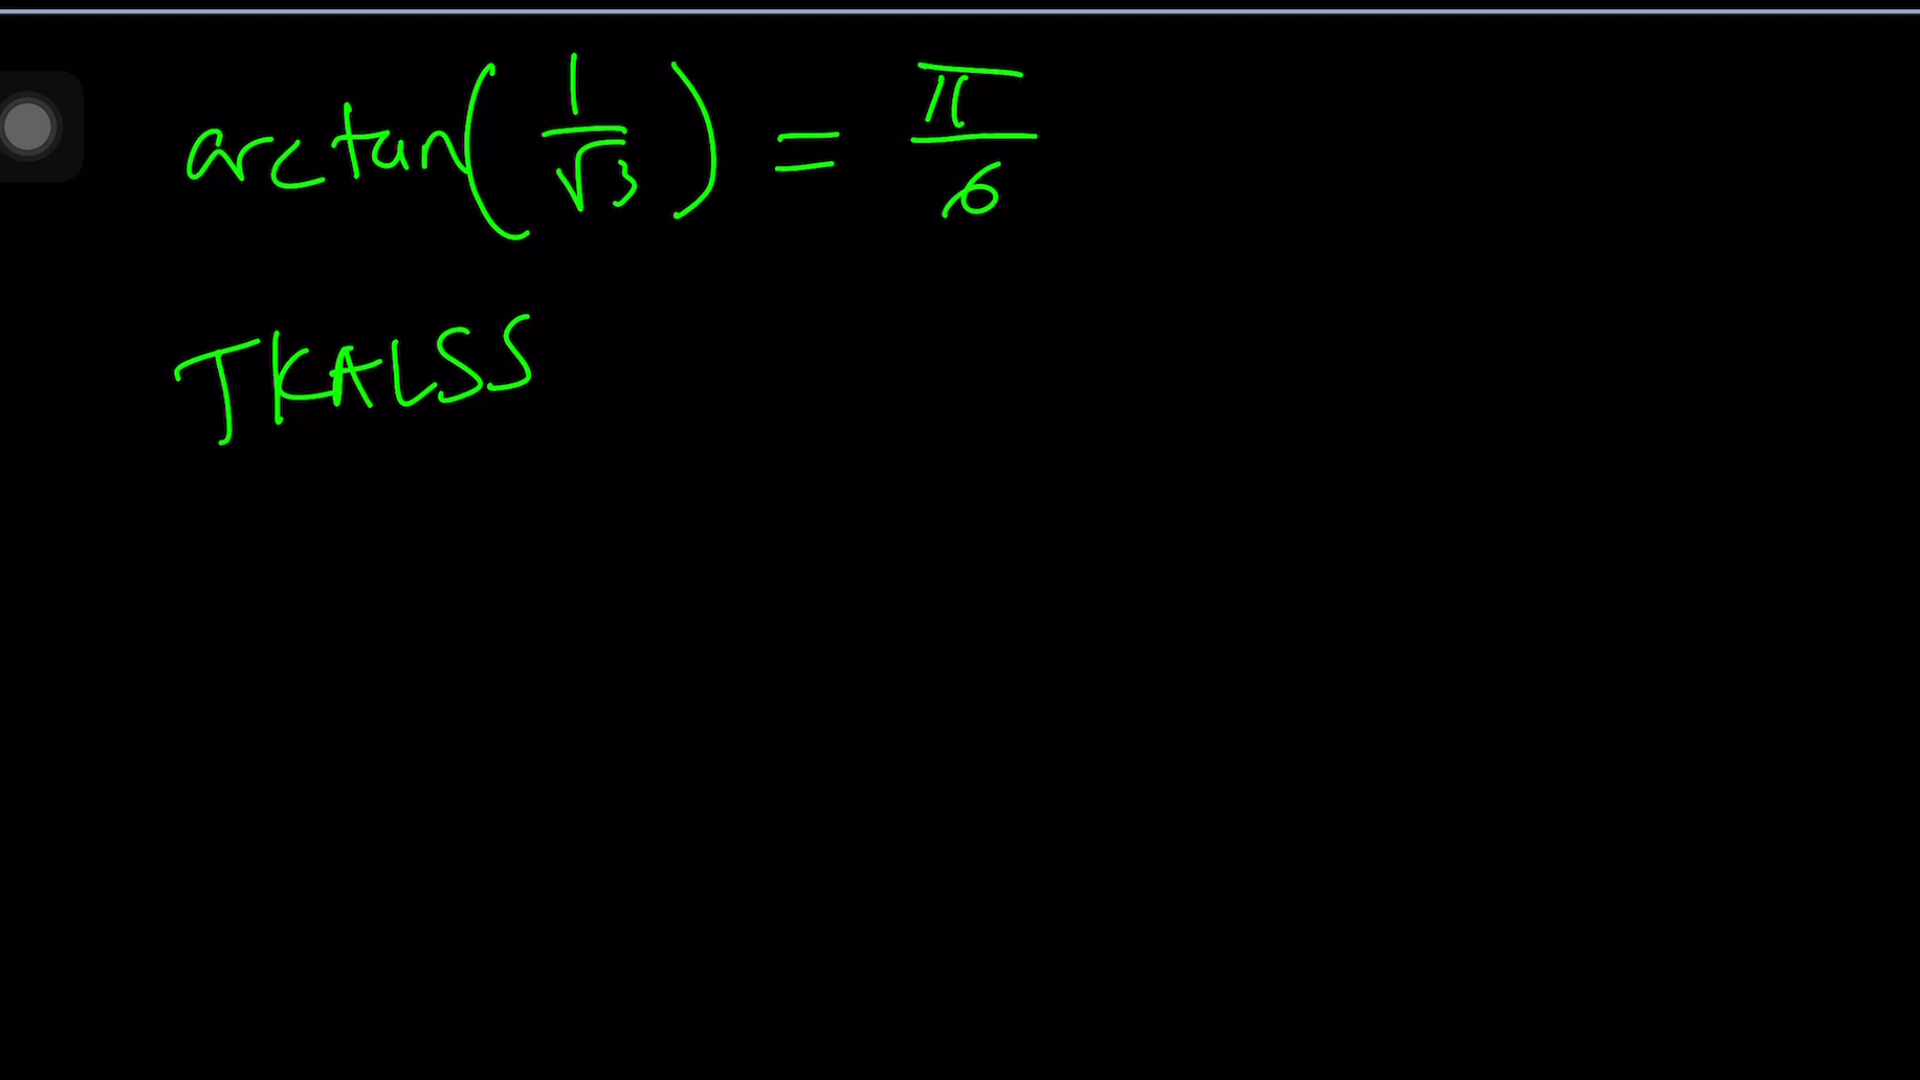 arctan(1/√3) = π/6
TKALSS